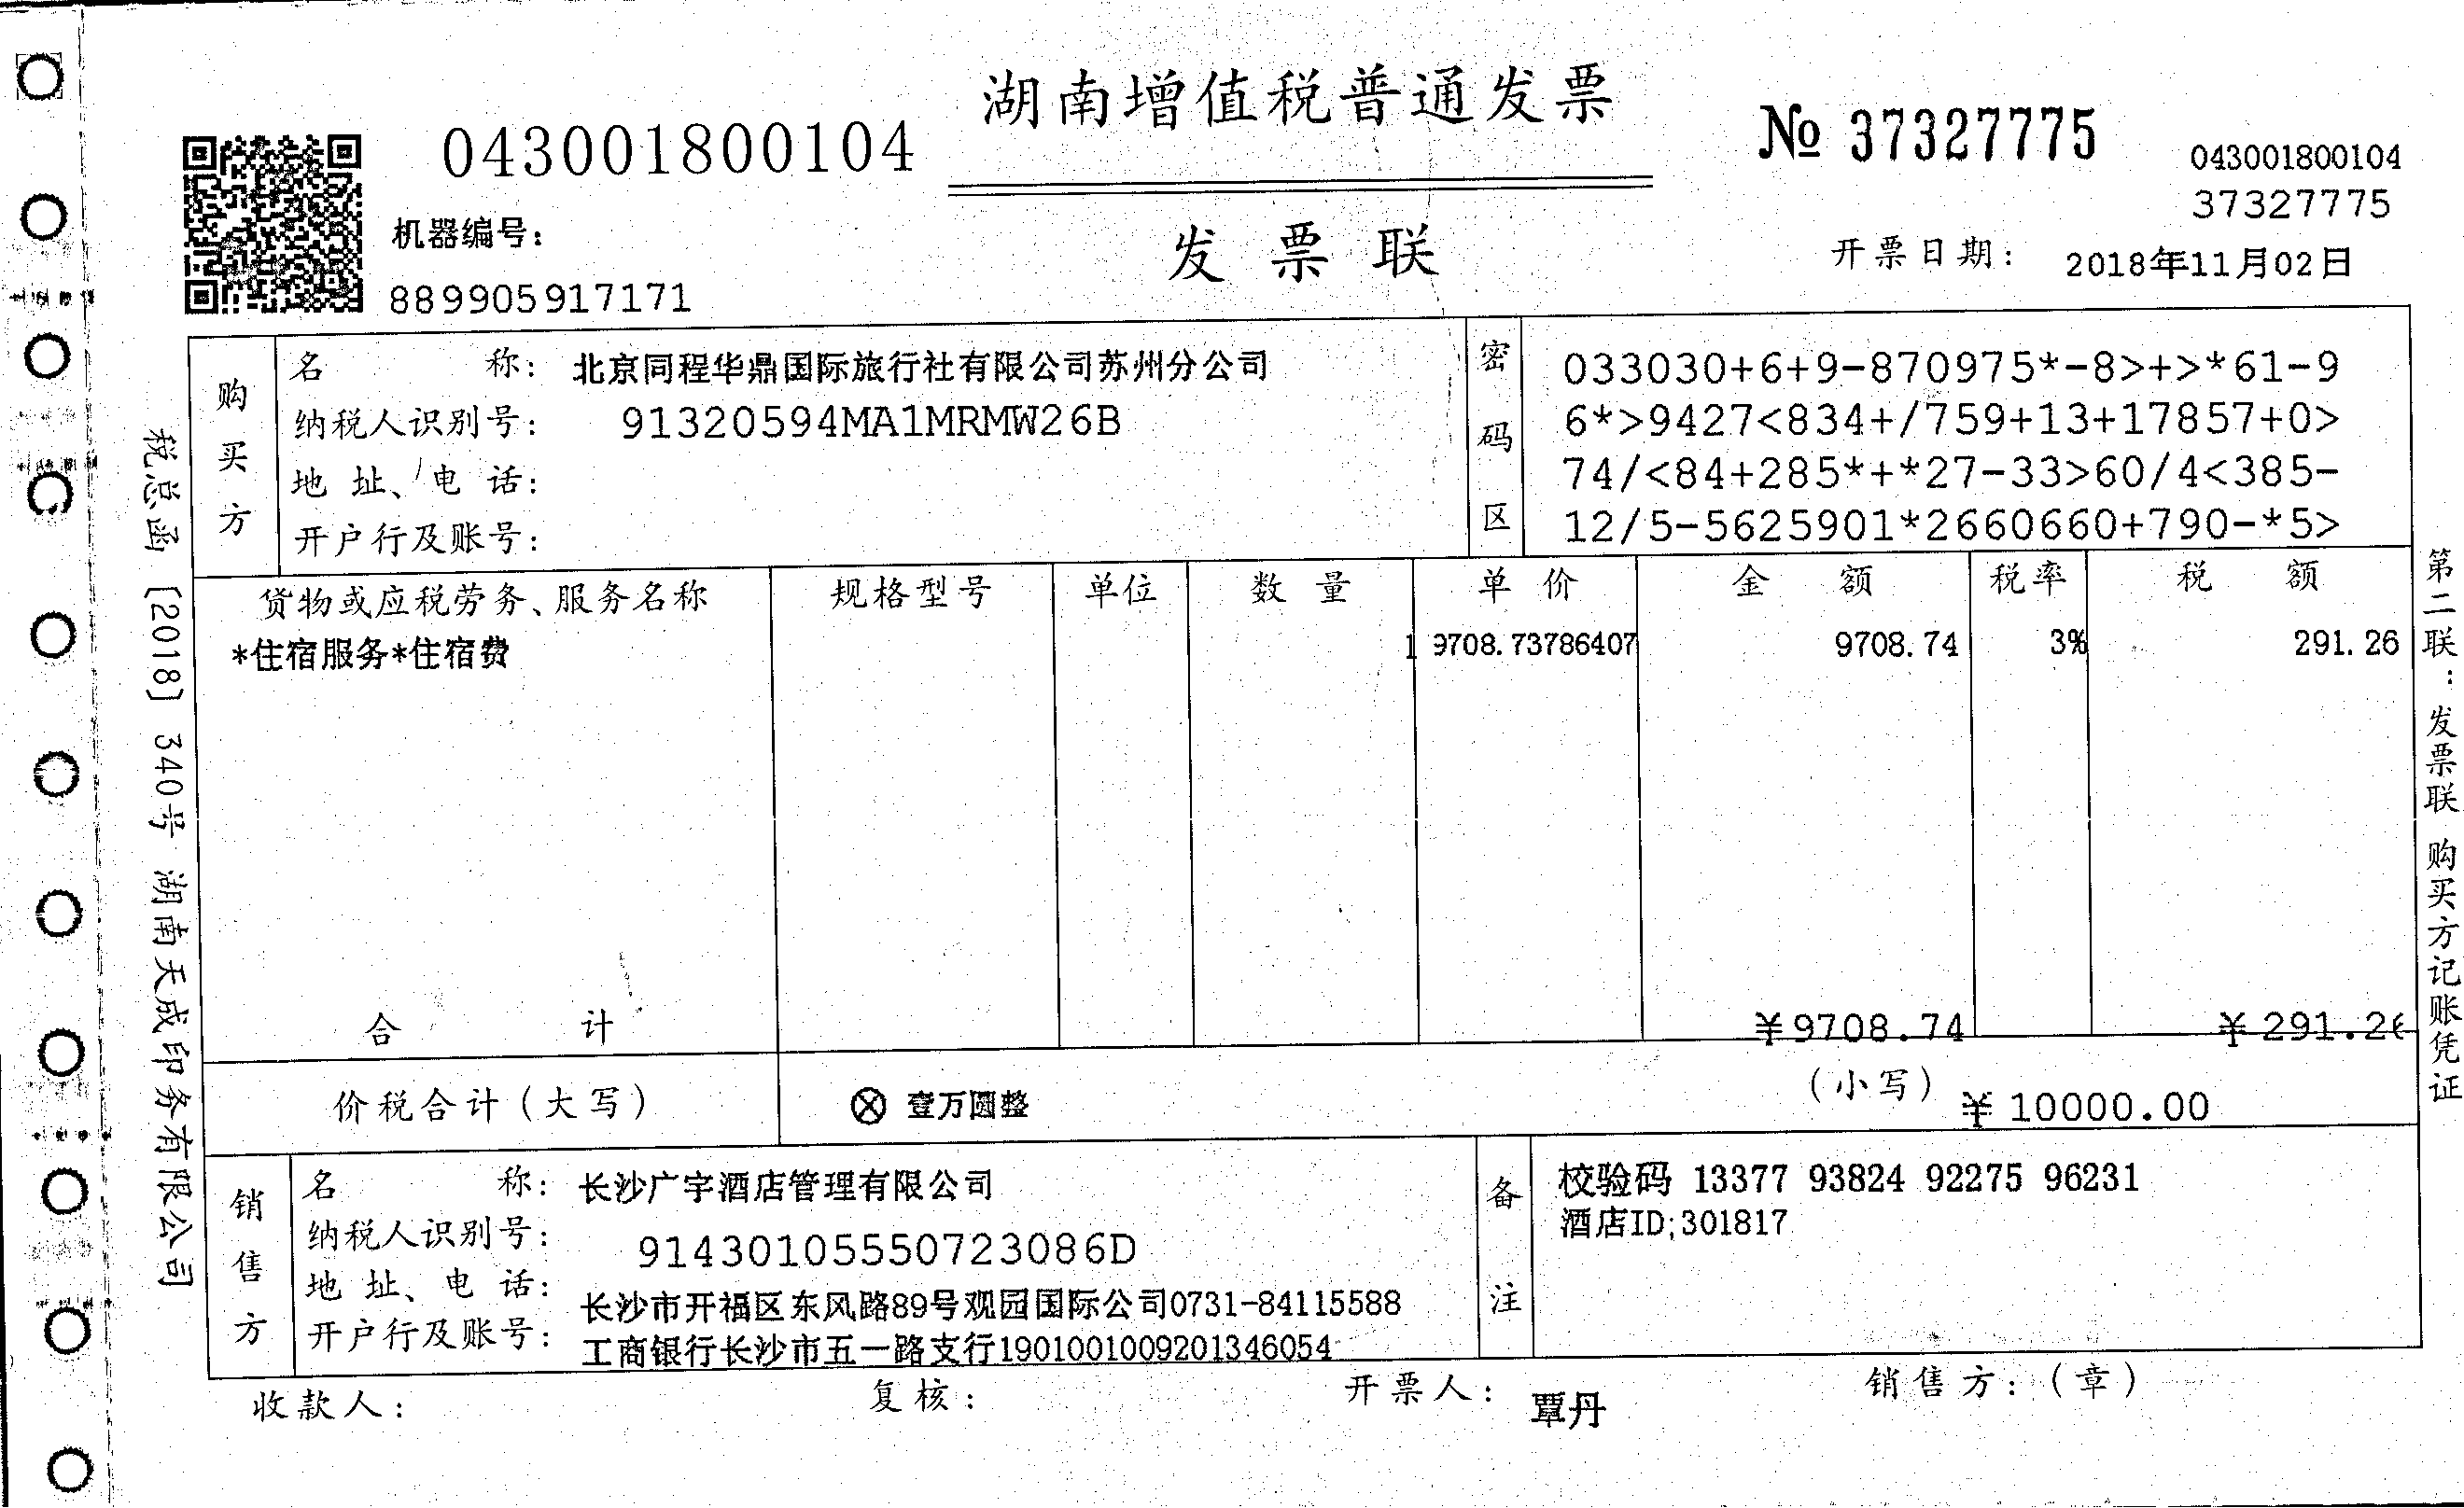 湖南增值税普通发票
043001800104
№ 37327775
043001800104
37327775
机器编号：
889905917171
发票联
开票日期： 2018年11月02日
购买方
名称： 北京同程华鼎国际旅行社有限公司苏州分公司
纳税人识别号： 91320594MA1MRMW26B
地址、电话：
开户行及账号：
密码区
033030+6+9-870975*-8>+>*61-9
6*>9427<834+/759+13+17857+0>
74/<84+285*+*27-33>60/4<385-
12/5-5625901*2660660+790-*5>
货物或应税劳务、服务名称 规格型号 单位 数量 单价 金额 税率 税额
*住宿服务*住宿费 1 9708.73786407 9708.74 3% 291.26
合计 ¥9708.74 ¥291.26
价税合计（大写） ⊗ 壹万圆整 （小写） ¥10000.00
销售方
名称： 长沙广宇酒店管理有限公司
纳税人识别号： 91430105550723086D
地址、电话： 长沙市开福区东风路89号观园国际公司0731-84115588
开户行及账号： 工商银行长沙市五一路支行1901001009201346054
备注
校验码 13377 93824 92275 96231
酒店ID;301817
收款人： 复核： 开票人： 覃丹 销售方：（章）
税总函〔2018〕340号 湖南天成印务有限公司
第二联：发票联 购买方记账凭证